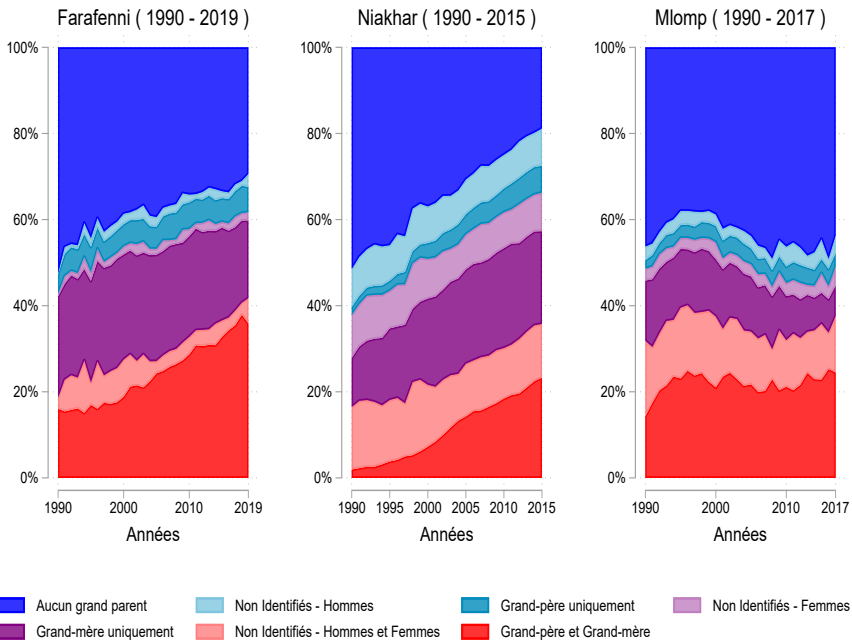 Farafenni ( 1990 - 2019 )
Niakhar ( 1990 - 2015 )
Mlomp ( 1990 - 2017 )
100%
80%
60%
40%
20%
0%
1990 2000 2010 2019
Années
100%
80%
60%
40%
20%
0%
1990 1995 2000 2005 2010 2015
Années
100%
80%
60%
40%
20%
0%
1990 2000 2010 2017
Années
Aucun grand parent
Non Identifiés - Hommes
Grand-père uniquement
Non Identifiés - Femmes
Grand-mère uniquement
Non Identifiés - Hommes et Femmes
Grand-père et Grand-mère